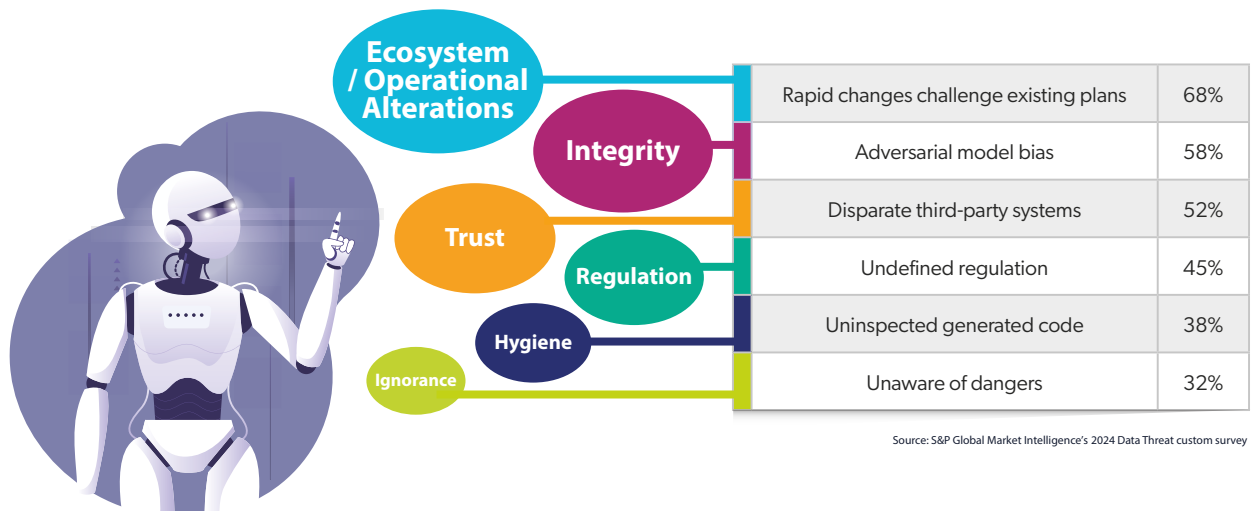 Ecosystem
/ Operational
Alterations
Rapid changes challenge existing plans 68%
Integrity
Adversarial model bias 58%
Trust
Disparate third-party systems 52%
Regulation
Undefined regulation 45%
Hygiene
Uninspected generated code 38%
Ignorance
Unaware of dangers 32%
Source: S&P Global Market Intelligence's 2024 Data Threat custom survey